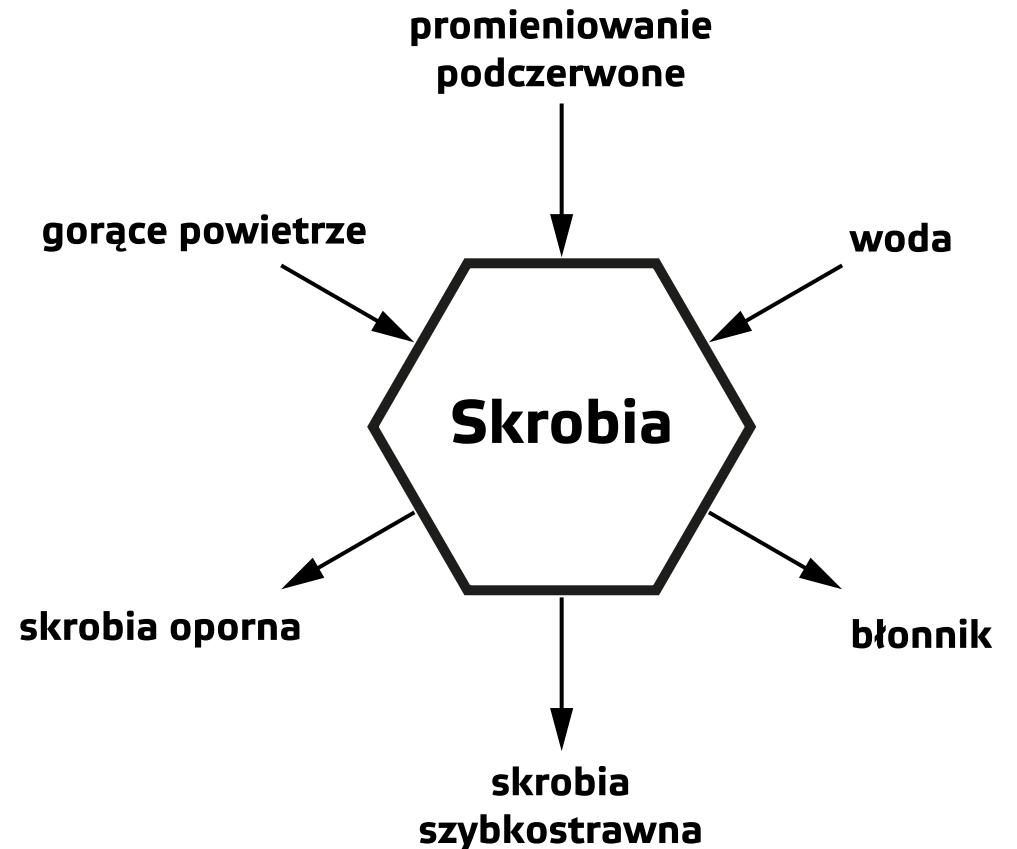 promieniowanie
podczerwone
gorące powietrze
woda
Skrobia
skrobia oporna
błonnik
skrobia
szybkostrawna